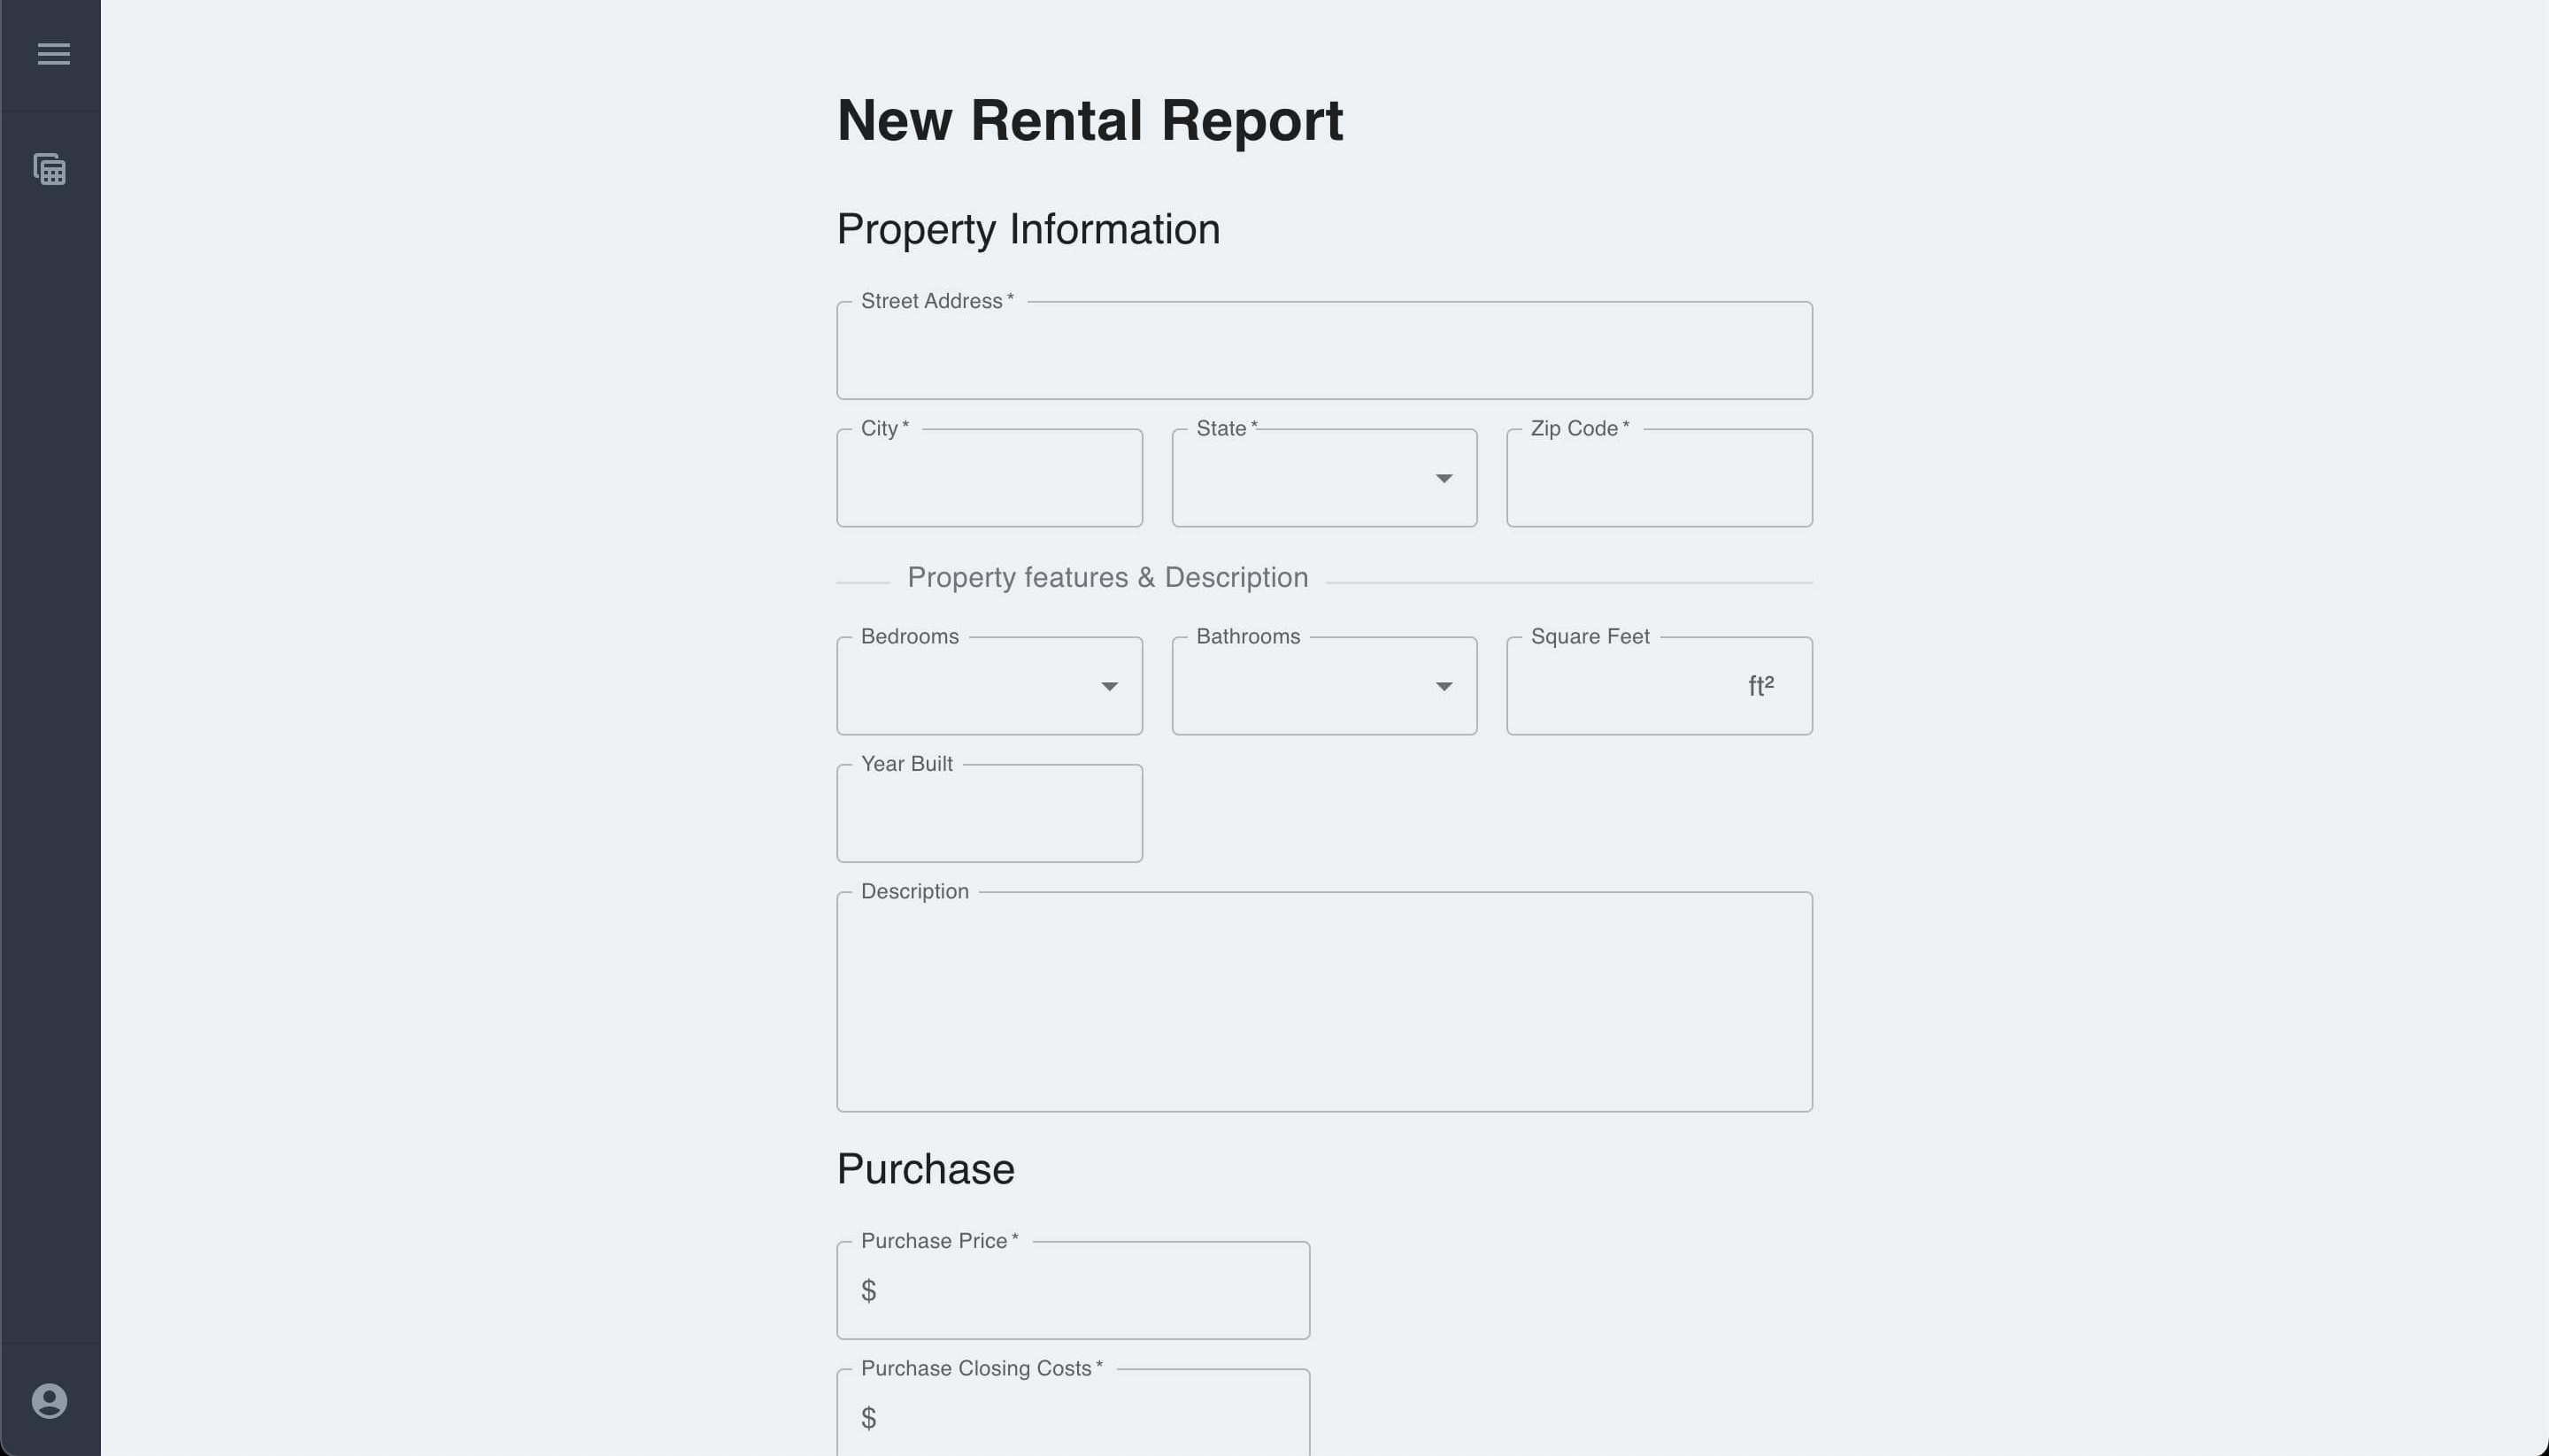 New Rental Report
Property Information
Street Address *
City * State * Zip Code *
Property features & Description
Bedrooms Bathrooms Square Feet
ft²
Year Built
Description
Purchase
Purchase Price *
$
Purchase Closing Costs *
$